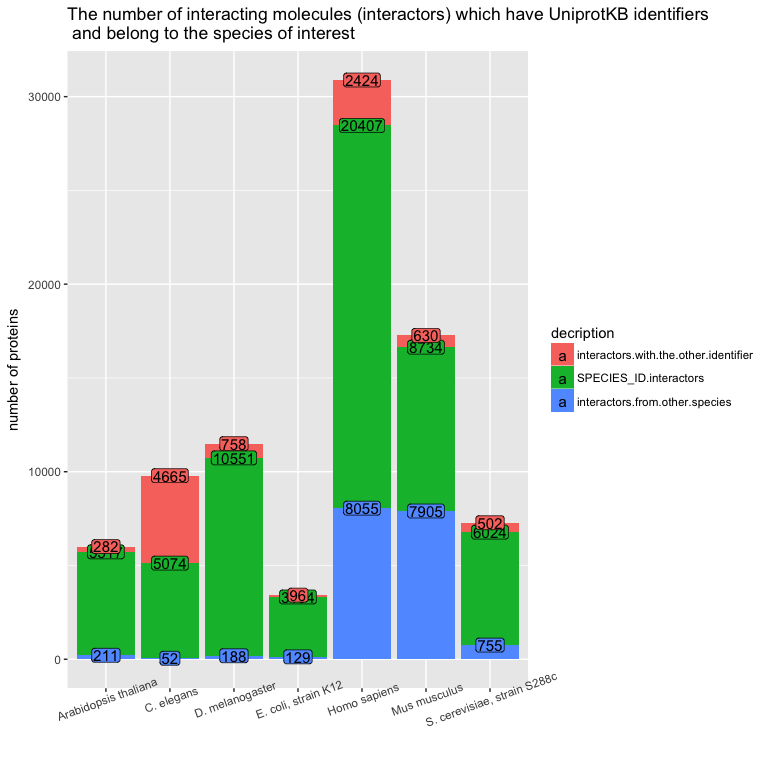 The number of interacting molecules (interactors) which have UniprotKB identifiers
and belong to the species of interest
number of proteins
30000
20000
10000
0
2424
20407
8055
630
8734
7905
758
10551
188
4665
5074
52
282
211
396
129
502
6024
755
Arabidopsis thaliana
C. elegans
D. melanogaster
E. coli, strain K12
Homo sapiens
Mus musculus
S. cerevisiae, strain S288c
decription
a interactors.with.the.other.identifier
a SPECIES_ID.interactors
a interactors.from.other.species